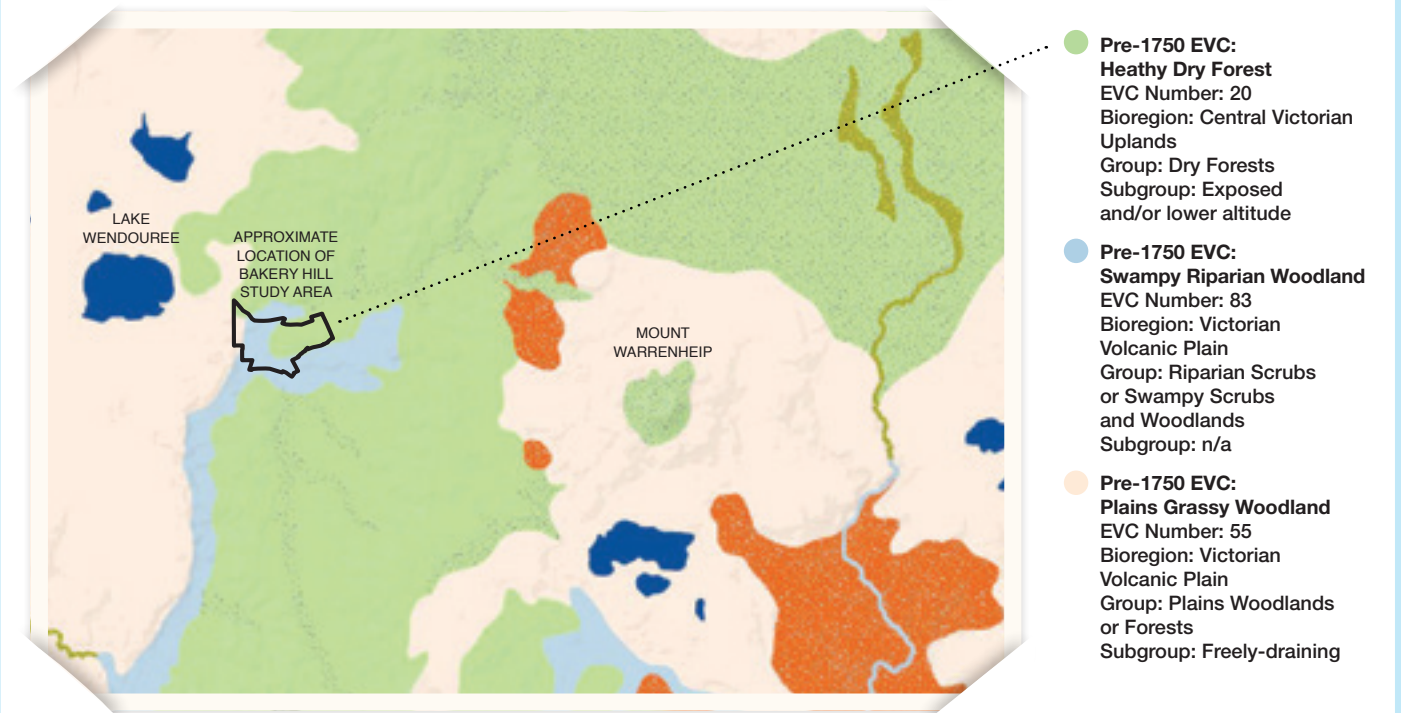 LAKE
WENDOUREE
APPROXIMATE
LOCATION OF
BAKERY HILL
STUDY AREA
MOUNT
WARRENHEIP
Pre-1750 EVC:
Heathy Dry Forest
EVC Number: 20
Bioregion: Central Victorian
Uplands
Group: Dry Forests
Subgroup: Exposed
and/or lower altitude
Pre-1750 EVC:
Swampy Riparian Woodland
EVC Number: 83
Bioregion: Victorian
Volcanic Plain
Group: Riparian Scrubs
or Swampy Scrubs
and Woodlands
Subgroup: n/a
Pre-1750 EVC:
Plains Grassy Woodland
EVC Number: 55
Bioregion: Victorian
Volcanic Plain
Group: Plains Woodlands
or Forests
Subgroup: Freely-draining